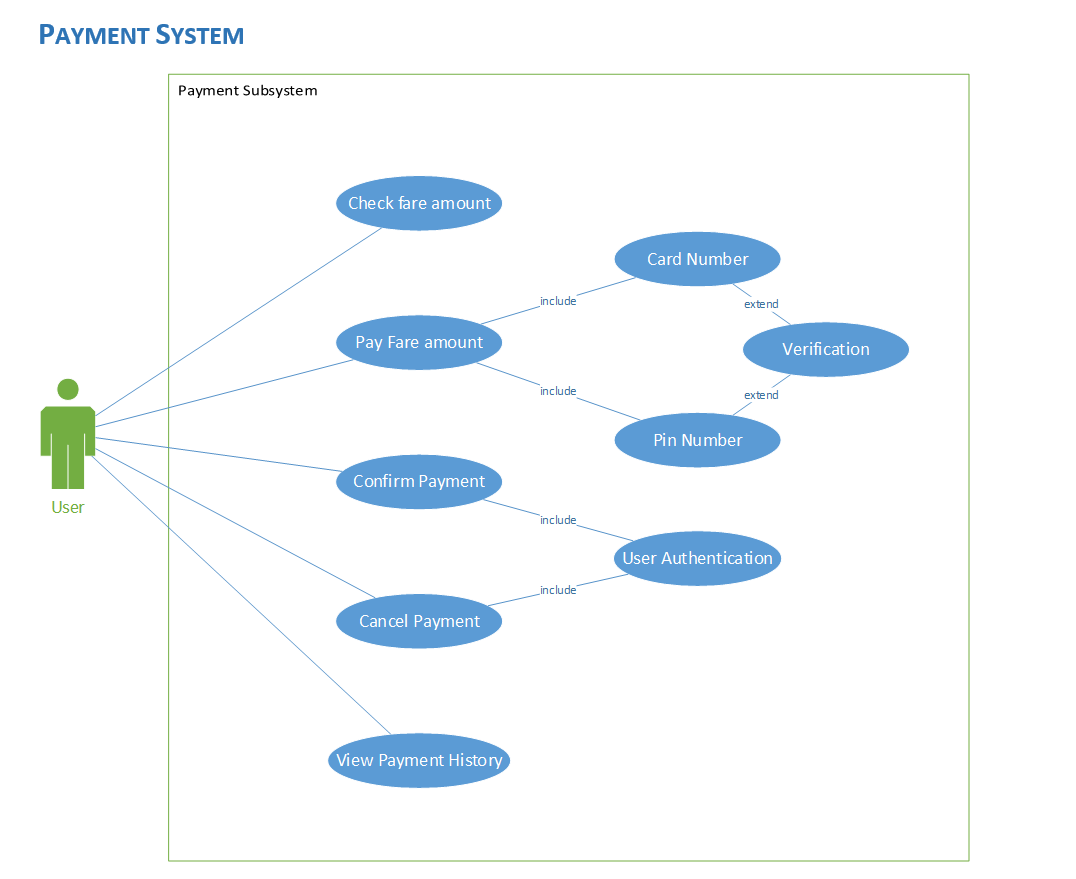 PAYMENT SYSTEM
Payment Subsystem
Check fare amount
Card Number
include
extend
Pay Fare amount
Verification
include
extend
Pin Number
Confirm Payment
User
include
User Authentication
include
Cancel Payment
View Payment History